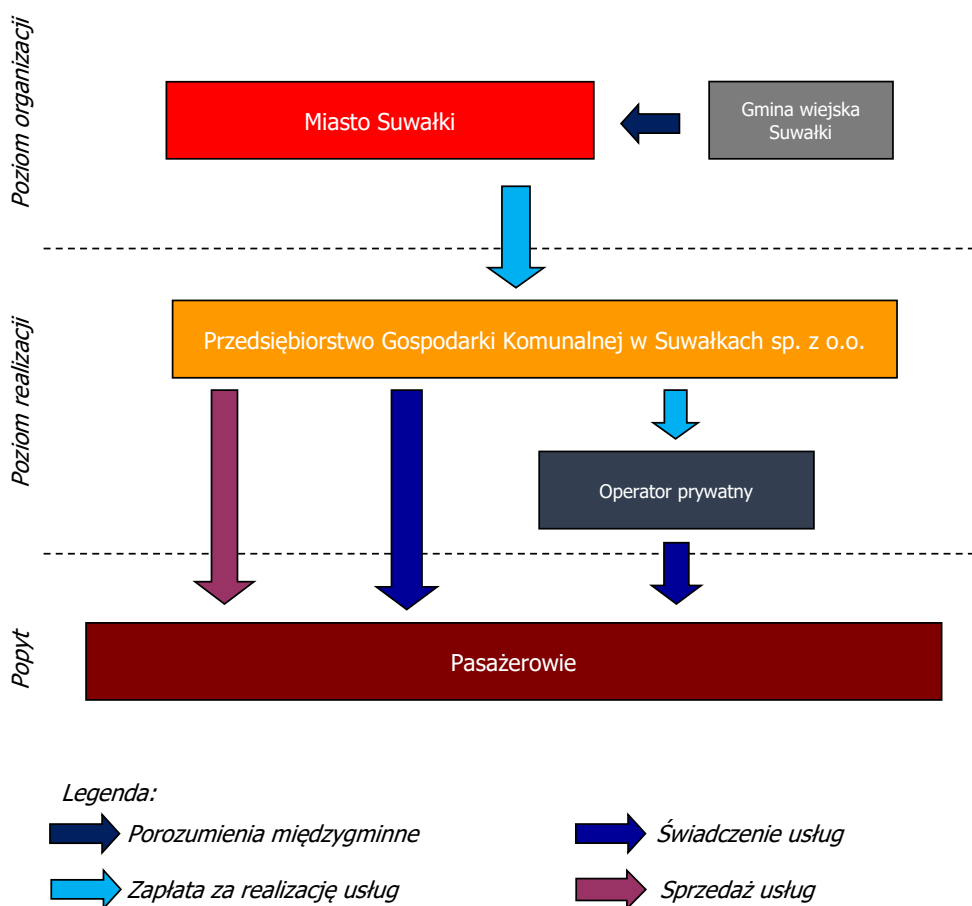 Poziom organizacji
Miasto Suwałki
Gmina wiejska
Suwałki
Poziom realizacji
Przedsiębiorstwo Gospodarki Komunalnej w Suwałkach sp. z o.o.
Operator prywatny
Popyt
Pasażerowie
Legenda:
Porozumienia międzygminne
Świadczenie usług
Zapłata za realizację usług
Sprzedaż usług